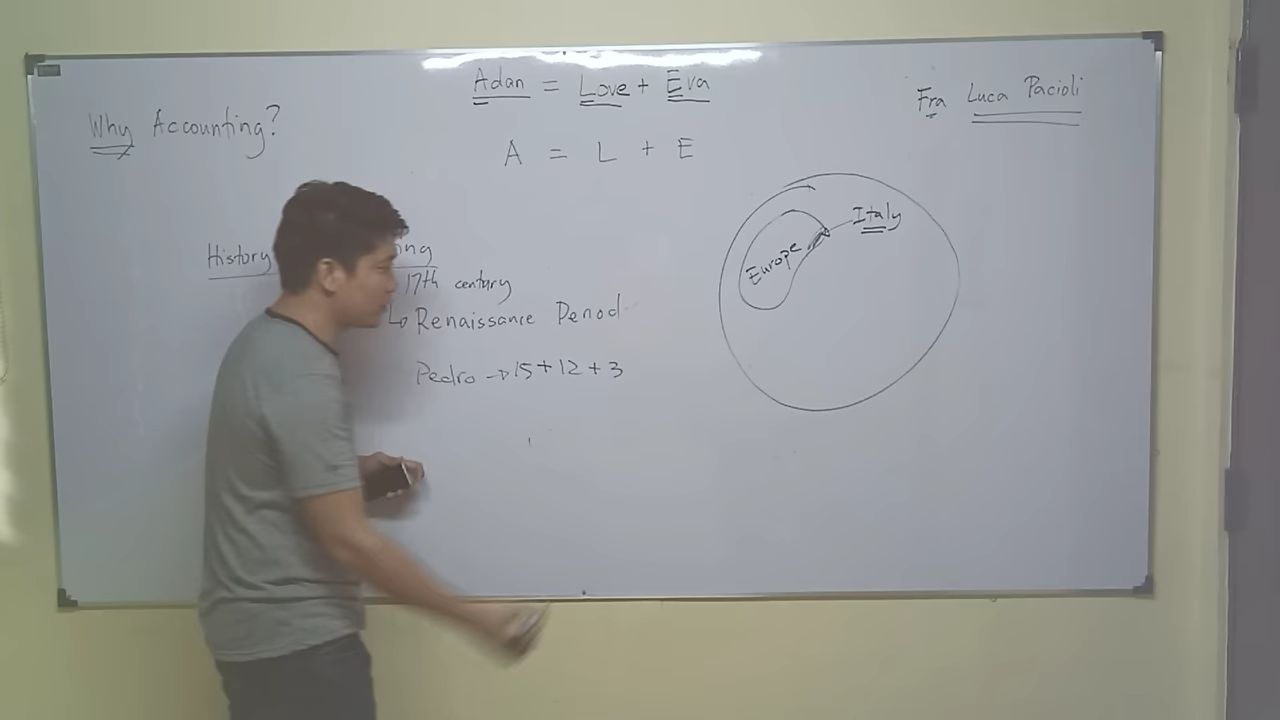 Adan = Love + Eva
Fra Luca Pacioli
Why Accounting?
A = L + E
Italy
Europe
History ing
17th century
↳ Renaissance Period
Pedro → 15 + 12 + 3